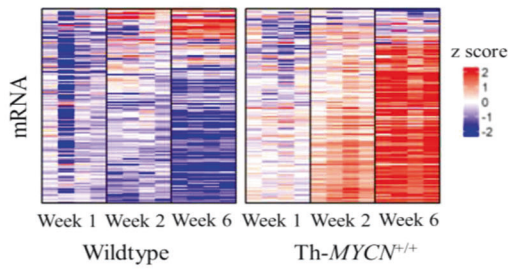 mRNA
z score
2
1
0
-1
-2
Week 1 Week 2 Week 6 Week 1 Week 2 Week 6
Wildtype Th-MYCN+/+